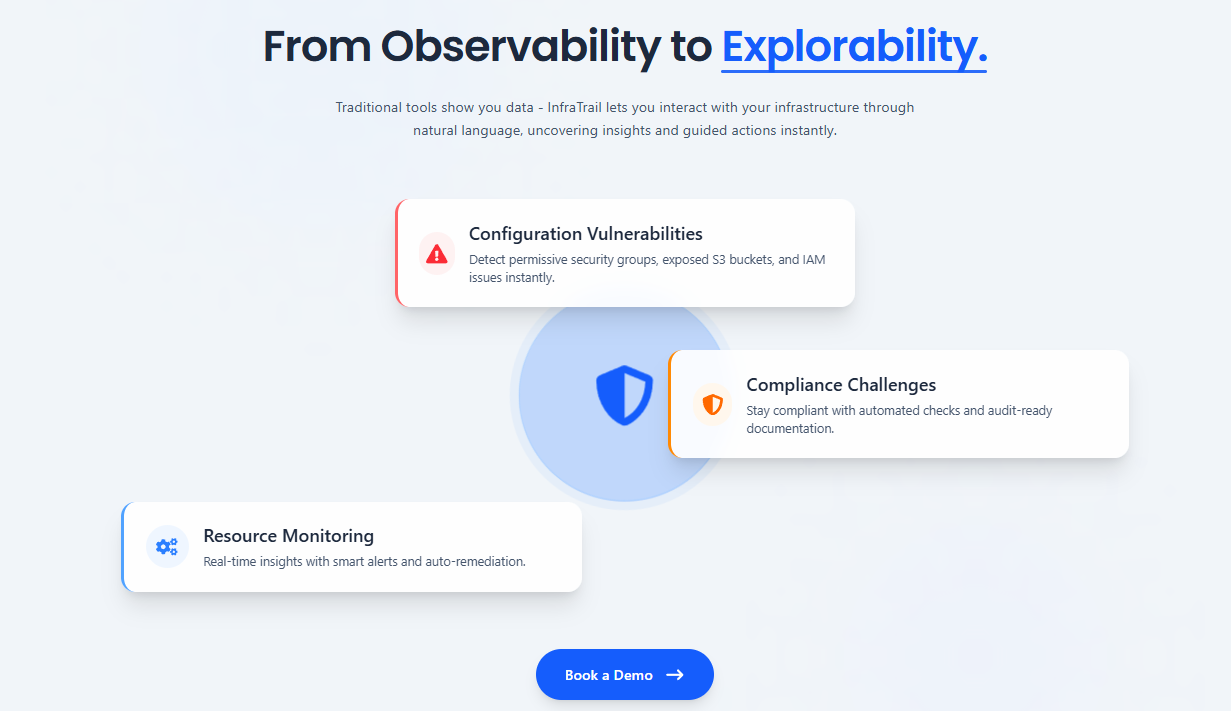 From Observability to Explorability.
Traditional tools show you data - InfraTrail lets you interact with your infrastructure through
natural language, uncovering insights and guided actions instantly.
Configuration Vulnerabilities
Detect permissive security groups, exposed S3 buckets, and IAM
issues instantly.
Compliance Challenges
Stay compliant with automated checks and audit-ready
documentation.
Resource Monitoring
Real-time insights with smart alerts and auto-remediation.
Book a Demo